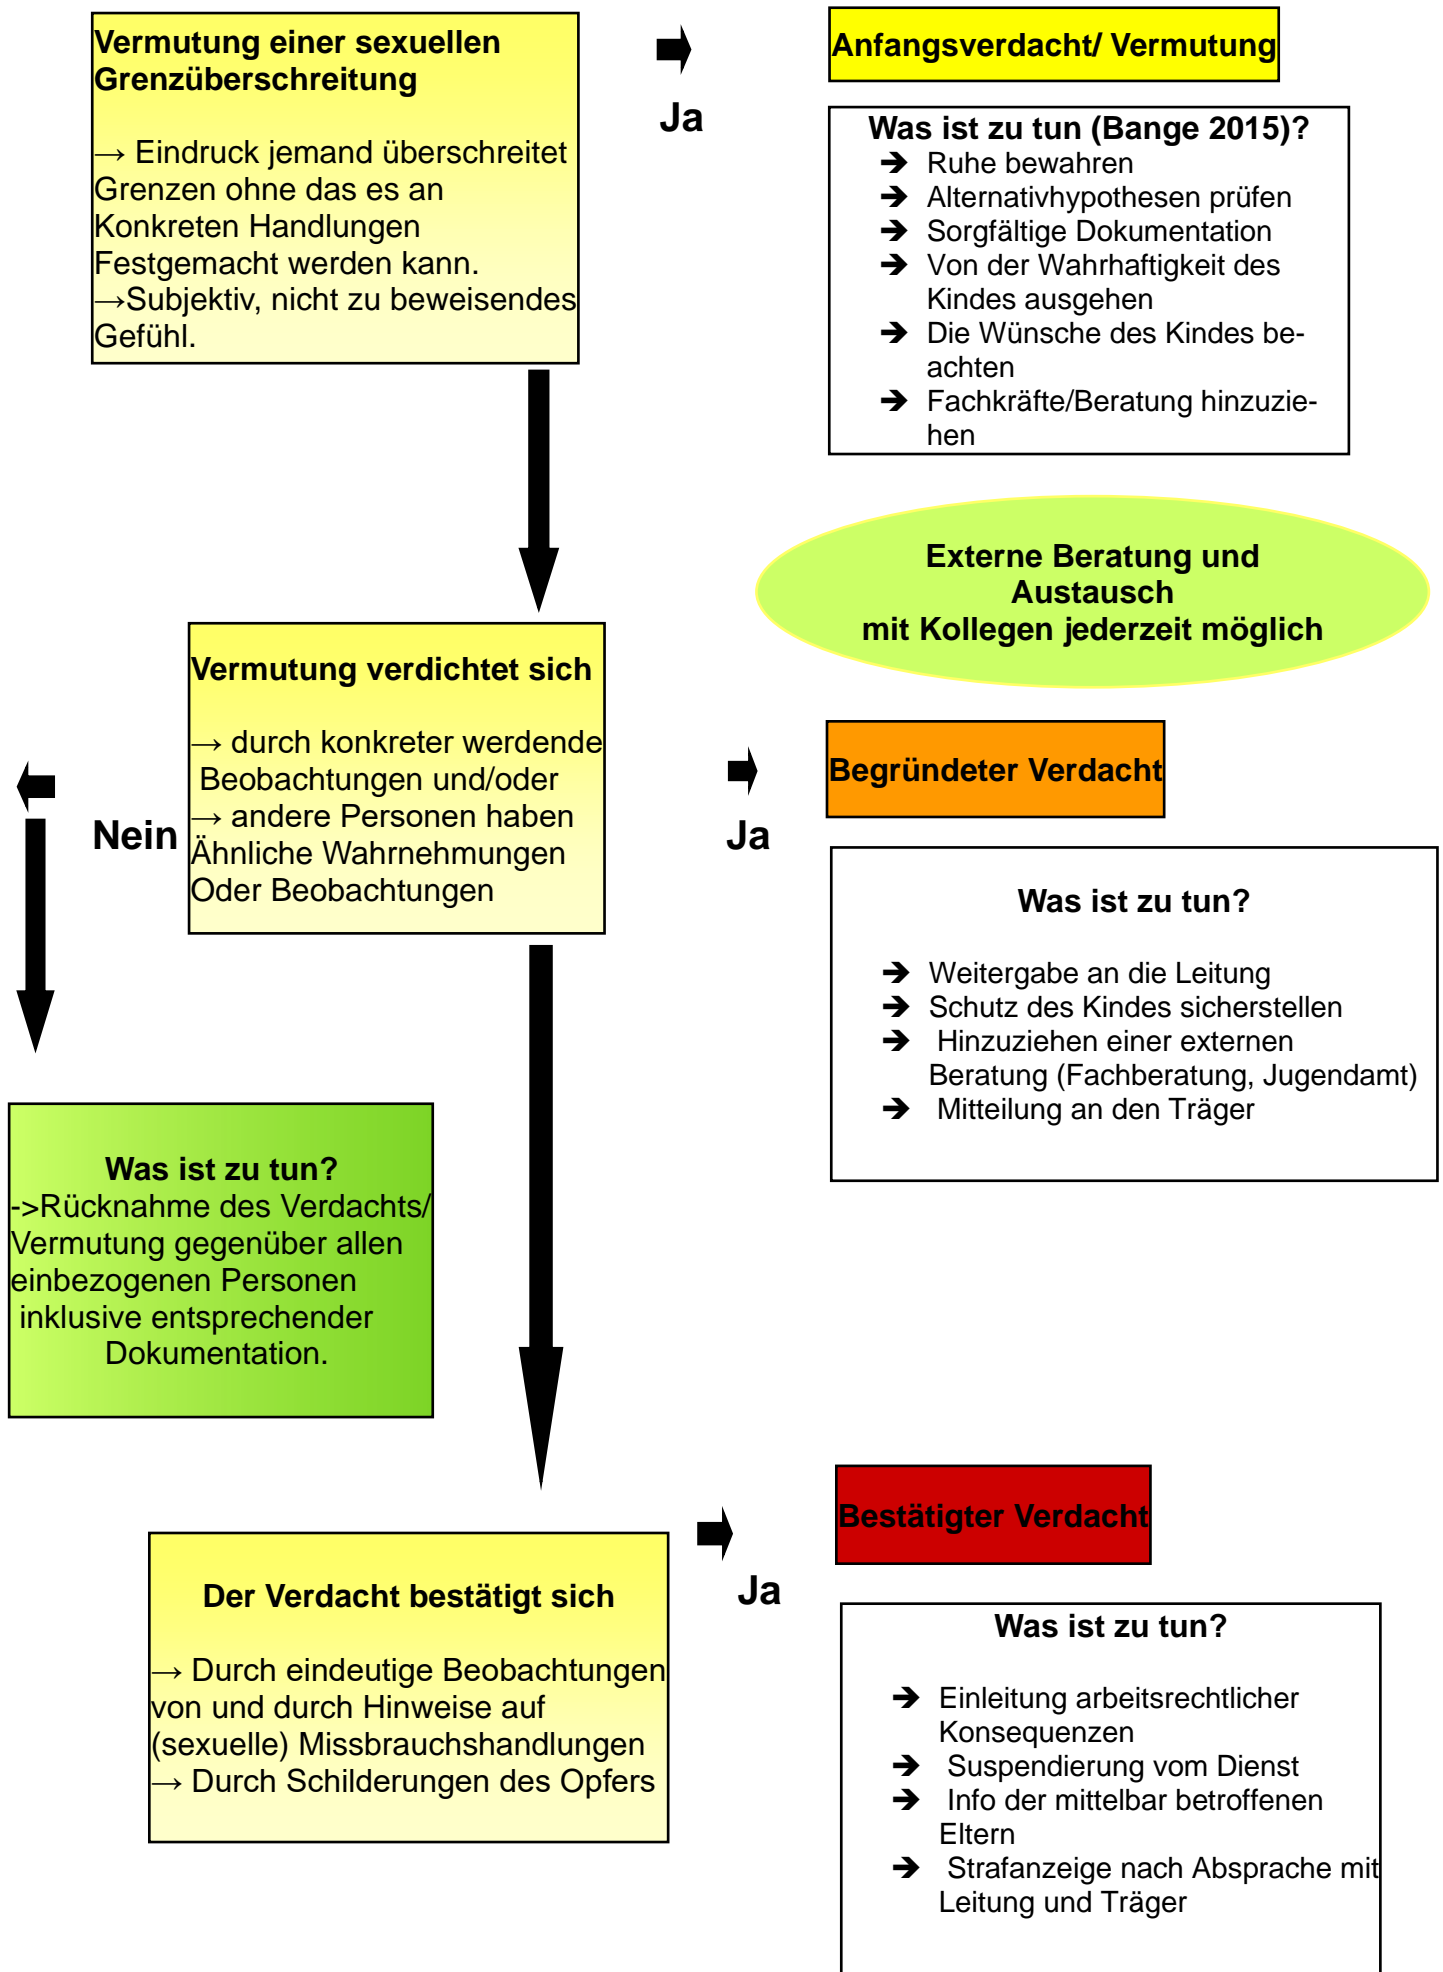 Vermutung einer sexuellen
Grenzüberschreitung
→ Eindruck jemand überschreitet
Grenzen ohne das es an
Konkreten Handlungen
Festgemacht werden kann.
→Subjektiv, nicht zu beweisendes
Gefühl.
Ja
Anfangsverdacht/ Vermutung
Was ist zu tun (Bange 2015)?
➔ Ruhe bewahren
➔ Alternativhypothesen prüfen
➔ Sorgfältige Dokumentation
➔ Von der Wahrhaftigkeit des
Kindes ausgehen
➔ Die Wünsche des Kindes be-
achten
➔ Fachkräfte/Beratung hinzuzie-
hen
Externe Beratung und
Austausch
mit Kollegen jederzeit möglich
Vermutung verdichtet sich
→ durch konkreter werdende
Beobachtungen und/oder
→ andere Personen haben
Ähnliche Wahrnehmungen
Oder Beobachtungen
Nein
Ja
Begründeter Verdacht
Was ist zu tun?
➔ Weitergabe an die Leitung
➔ Schutz des Kindes sicherstellen
➔ Hinzuziehen einer externen
Beratung (Fachberatung, Jugendamt)
➔ Mitteilung an den Träger
Was ist zu tun?
->Rücknahme des Verdachts/
Vermutung gegenüber allen
einbezogenen Personen
inklusive entsprechender
Dokumentation.
Der Verdacht bestätigt sich
→ Durch eindeutige Beobachtungen
von und durch Hinweise auf
(sexuelle) Missbrauchshandlungen
→ Durch Schilderungen des Opfers
Ja
Bestätigter Verdacht
Was ist zu tun?
➔ Einleitung arbeitsrechtlicher
Konsequenzen
➔ Suspendierung vom Dienst
➔ Info der mittelbar betroffenen
Eltern
➔ Strafanzeige nach Absprache mit
Leitung und Träger